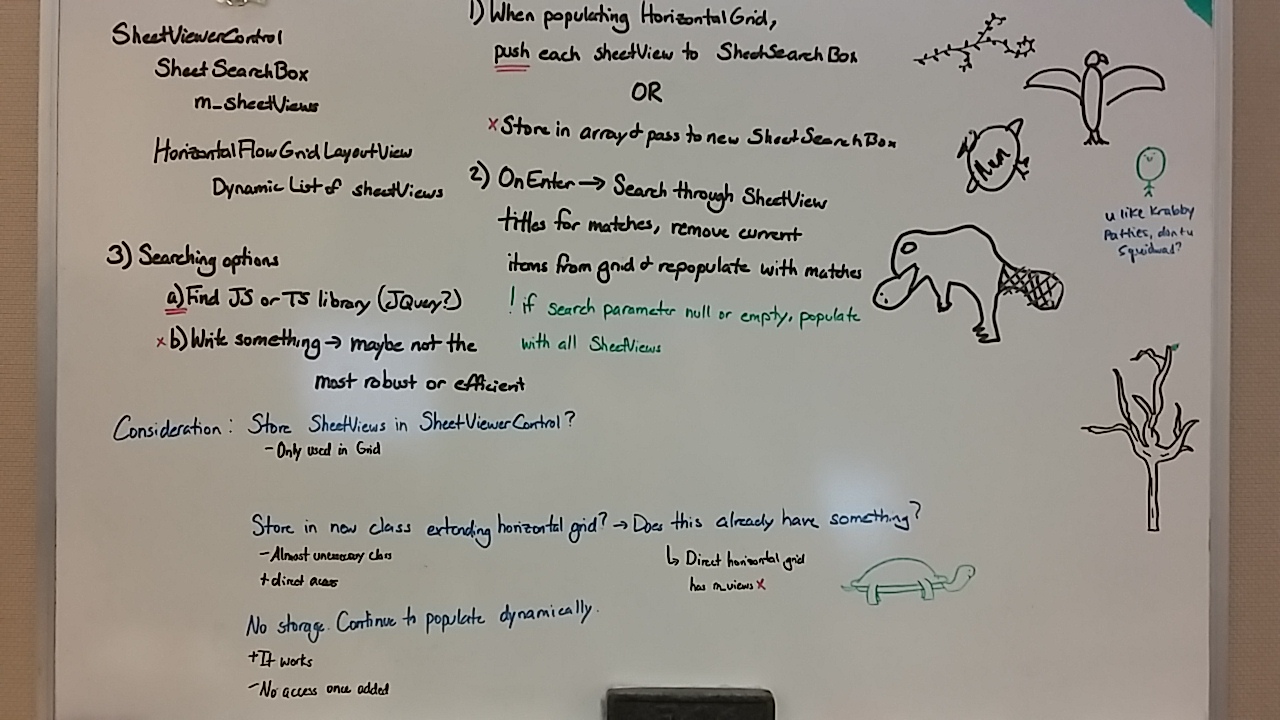 SheetViewerControl
SheetSearchBox
m_sheetViews
HorizontalFlowGridLayoutView
Dynamic List of sheetViews
1) When populating HorizontalGrid,
push each sheetView to SheetSearchBox
OR
x Store in array & pass to new SheetSearchBox
2) OnEnter → Search through SheetView
titles for matches, remove current
items from grid & repopulate with matches
! if search parameter null or empty, populate
with all SheetViews
3) Searching options
a) Find JS or TS library (JQuery?)
x b) Write something → maybe not the
most robust or efficient
Consideration: Store SheetViews in SheetViewerControl?
- Only used in Grid
Store in new class extending horizontal grid? → Does this already have something?
- Almost unecessary class
+ direct access
↳ Direct horizontal grid
has m_views x
No storage. Continue to populate dynamically.
+ It works
- No access once added
u like Krabby
Patties, dont u
Squidward?